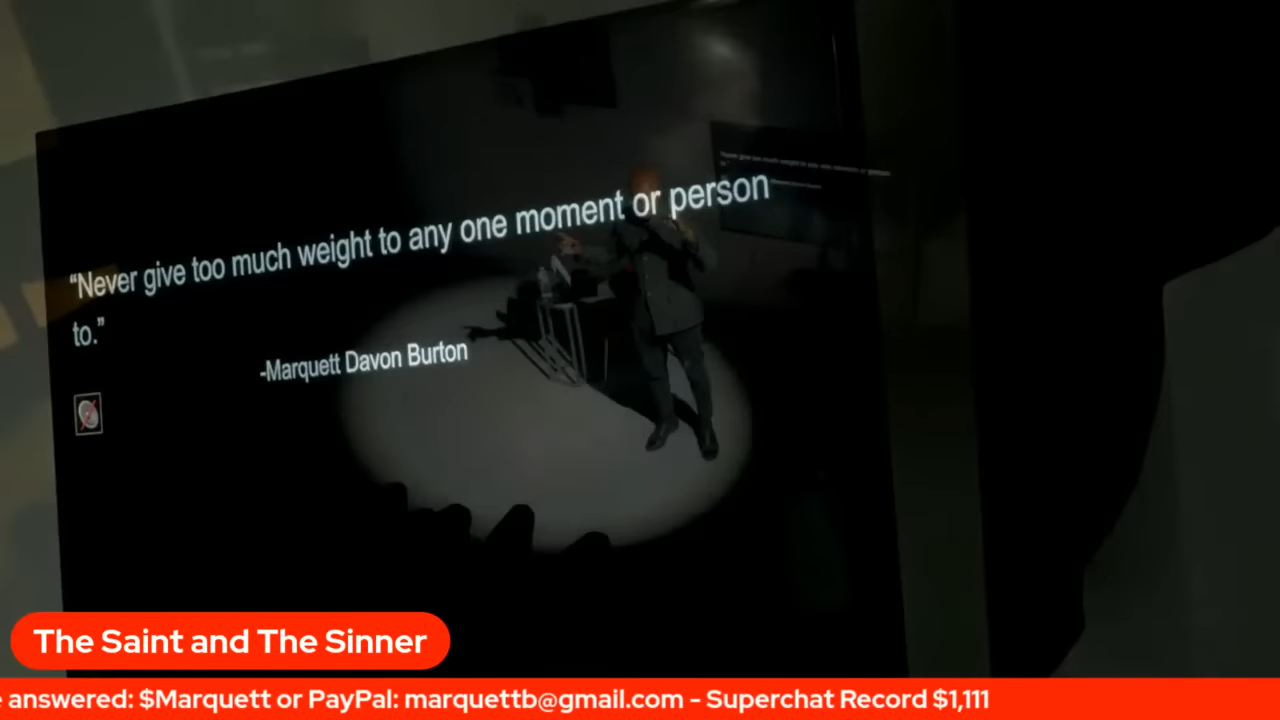 “Never give too much weight to any one moment or person
to.”
-Marquett Davon Burton
The Saint and The Sinner
answered: $Marquett or PayPal: marquettb@gmail.com - Superchat Record $1,111